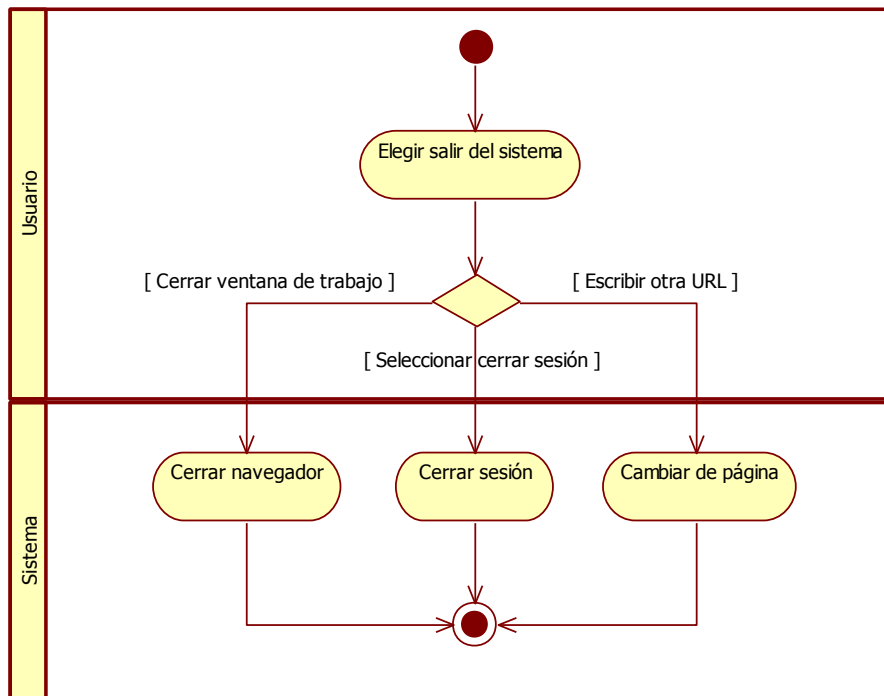 Usuario
Elegir salir del sistema
[ Cerrar ventana de trabajo ]
[ Escribir otra URL ]
[ Seleccionar cerrar sesión ]
Sistema
Cerrar navegador
Cerrar sesión
Cambiar de página